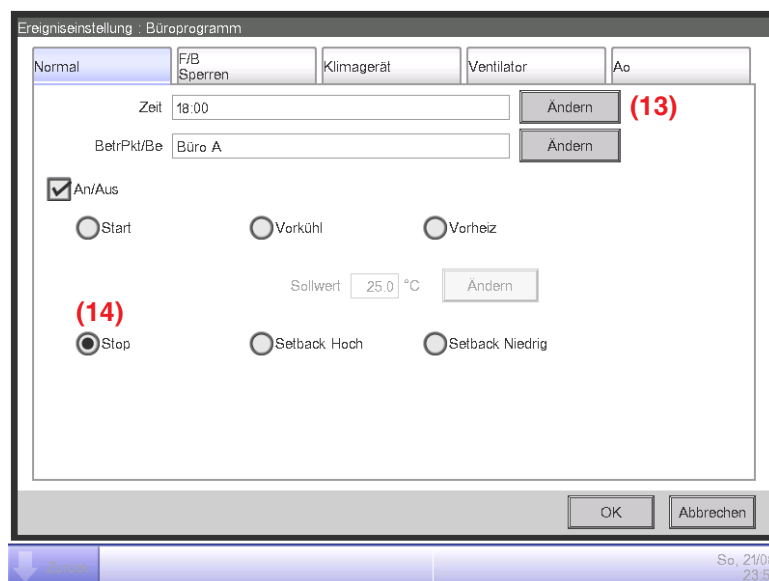 Ereigniseinstellung : Büroprogramm
Normal
F/B
Sperren
Klimagerät
Ventilator
Ao
Zeit 18:00 Ändern (13)
BetrPkt/Be Büro A Ändern
An/Aus
Start Vorkühl Vorheiz
Sollwert 25.0 °C Ändern
(14)
Stop Setback Hoch Setback Niedrig
OK Abbrechen
So, 21/0
23:5